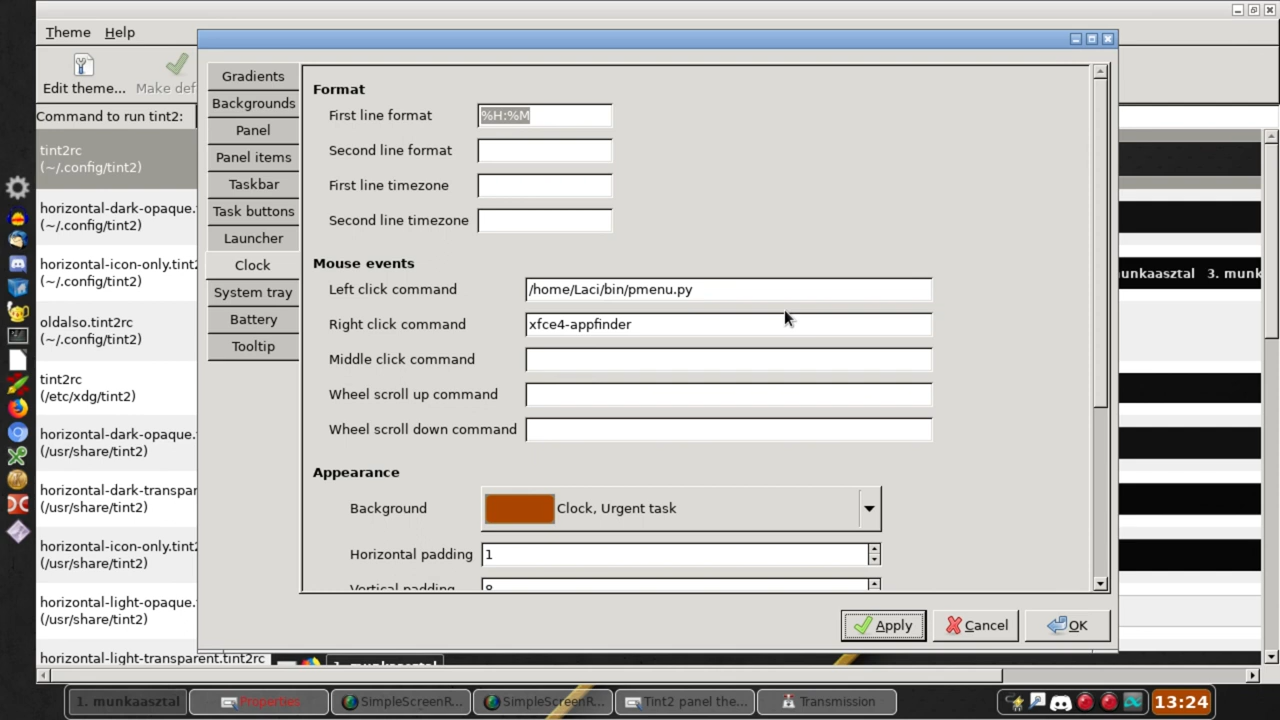 Theme Help
Edit theme... Make def
Command to run tint2:
tint2rc
(~/.config/tint2)
horizontal-dark-opaque.
(~/.config/tint2)
horizontal-icon-only.tint2
(~/.config/tint2)
oldalso.tint2rc
(~/.config/tint2)
tint2rc
(/etc/xdg/tint2)
horizontal-dark-opaque.
(/usr/share/tint2)
horizontal-dark-transpar
(/usr/share/tint2)
horizontal-icon-only.tint2
(/usr/share/tint2)
horizontal-light-opaque.
(/usr/share/tint2)
horizontal-light-transparent.tint2rc
Gradients
Backgrounds
Panel
Panel items
Taskbar
Task buttons
Launcher
Clock
System tray
Battery
Tooltip
Format
First line format %H:%M
Second line format
First line timezone
Second line timezone
Mouse events
Left click command /home/Laci/bin/pmenu.py
Right click command xfce4-appfinder
Middle click command
Wheel scroll up command
Wheel scroll down command
Appearance
Background Clock, Urgent task
Horizontal padding 1
Vertical padding 8
Apply Cancel OK
unkaasztal 3. munk
1. munkaasztal
1. munkaasztal Properties SimpleScreenR... SimpleScreenR... Tint2 panel the... Transmission 13:24